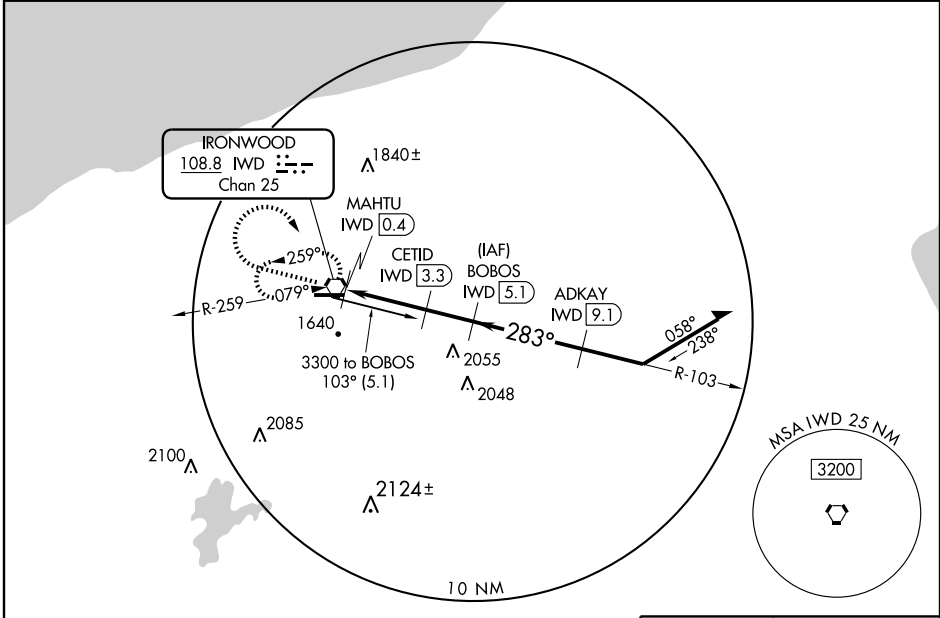 IRONWOOD
108.8 IWD
Chan 25
1840±
MAHTU
IWD 0.4
CETID
IWD 3.3
(IAF)
BOBOS
IWD 5.1
ADKAY
IWD 9.1
259°
079°
R-259
1640
3300 to BOBOS
103° (5.1)
283°
058°
238°
R-103
2055
2048
2085
2100
2124±
10 NM
MSA IWD 25 NM
3200